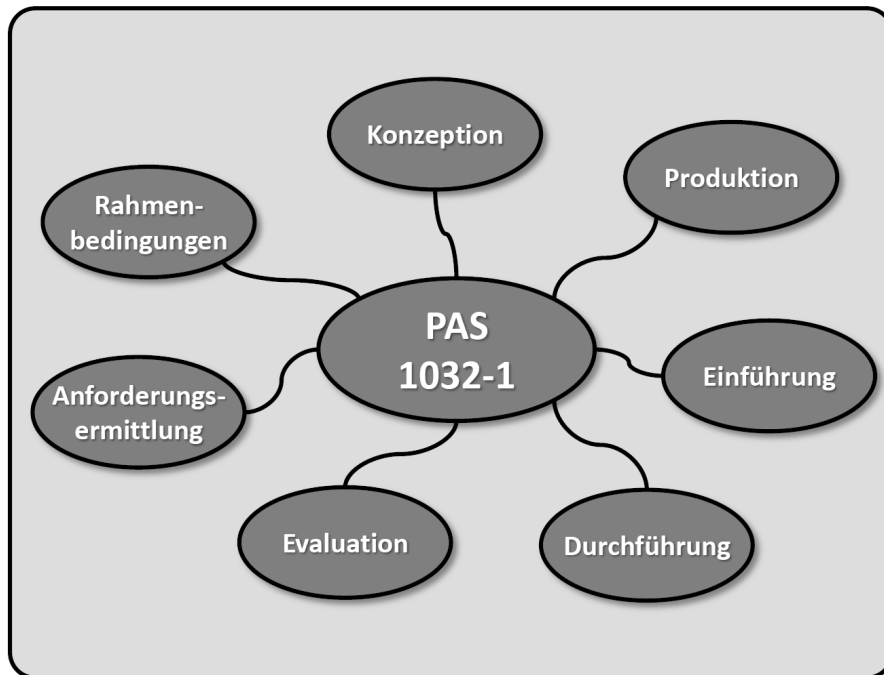 Konzeption
Produktion
Rahmen-
bedingungen
PAS
1032-1
Einführung
Anforderungs-
ermittlung
Evaluation
Durchführung